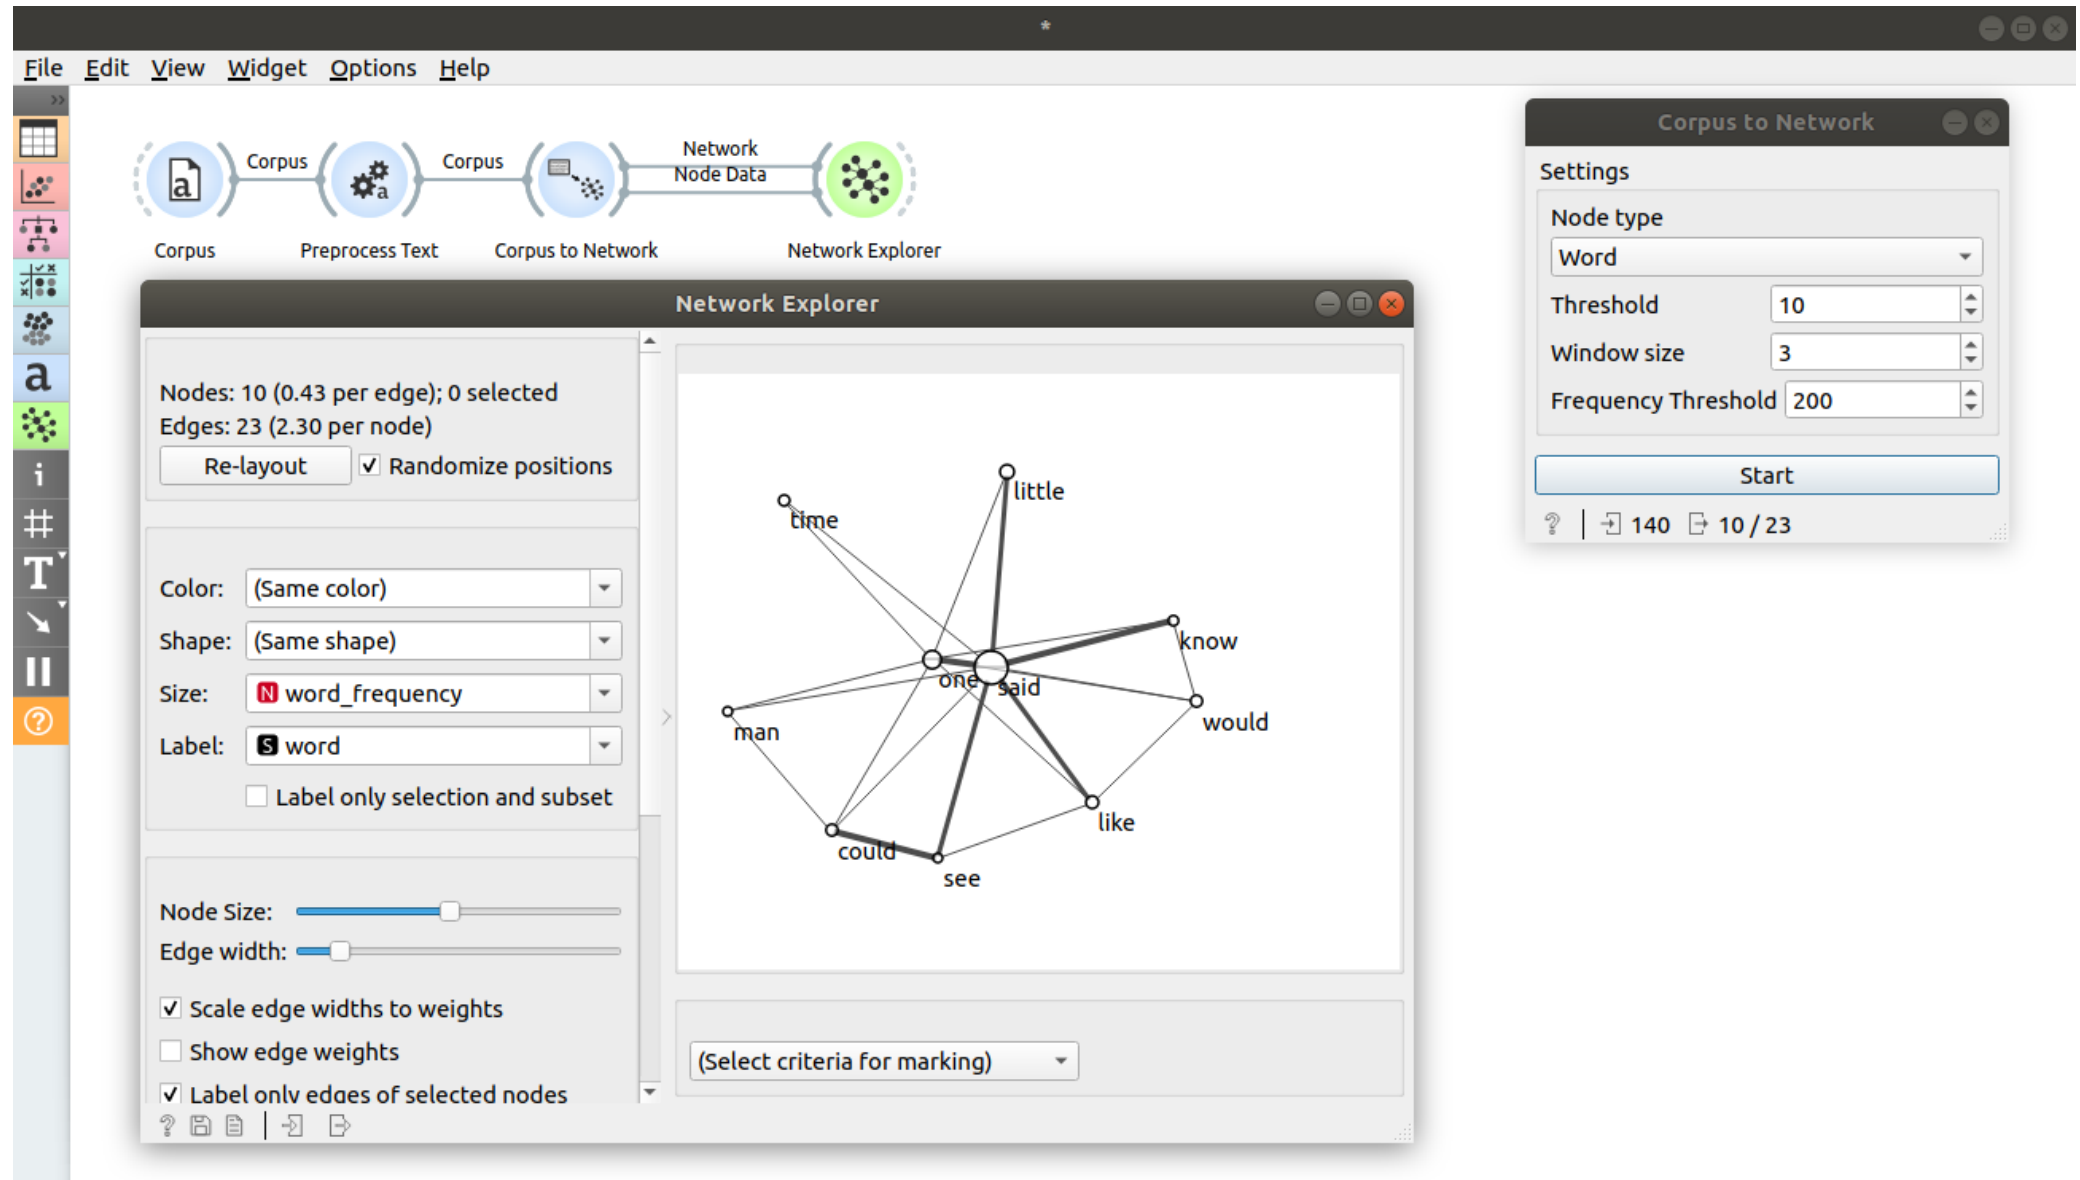 *
File Edit View Widget Options Help
Corpus Corpus Network
Node Data
Corpus Preprocess Text Corpus to Network Network Explorer
Network Explorer
Nodes: 10 (0.43 per edge); 0 selected
Edges: 23 (2.30 per node)
Re-layout Randomize positions
Color: (Same color)
Shape: (Same shape)
Size: N word_frequency
Label: S word
Label only selection and subset
Node Size:
Edge width:
Scale edge widths to weights
Show edge weights
Label only edges of selected nodes
little
time
know
one
said
would
man
like
could
see
(Select criteria for marking)
Corpus to Network
Settings
Node type
Word
Threshold 10
Window size 3
Frequency Threshold 200
Start
? 140 10 / 23